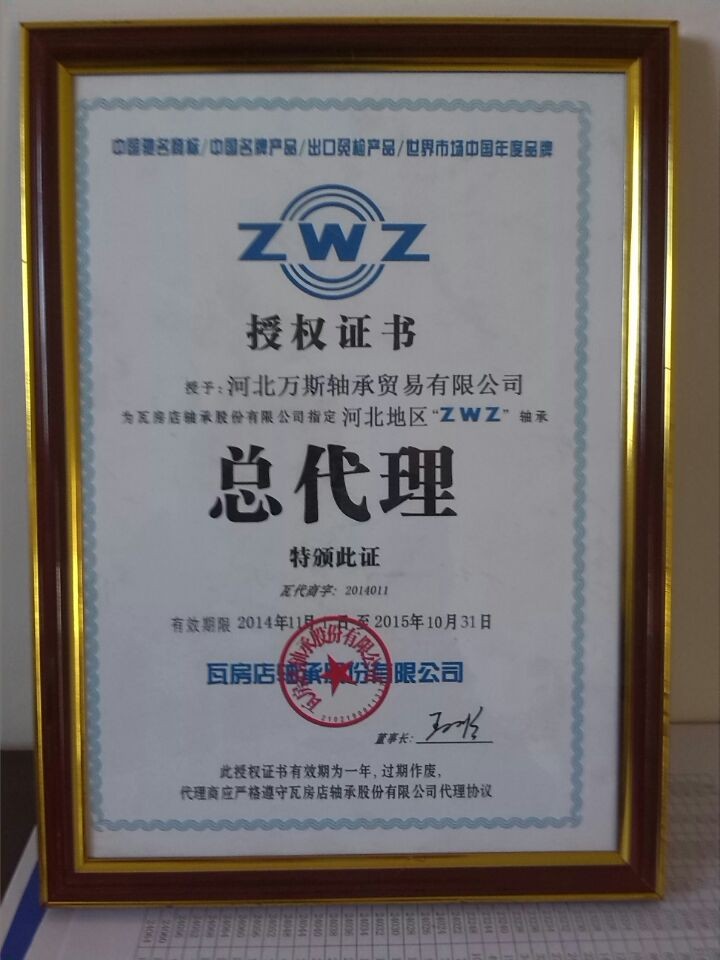 中国驰名商标/中国名牌产品/出口免检产品/世界市场中国年度品牌
ZWZ
授权证书
授于:河北万斯轴承贸易有限公司
为瓦房店轴承股份有限公司指定 河北地区"ZWZ"轴承
总代理
特颁此证
瓦代商字: 2014011
有效期限 2014年11月1日至2015年10月31日
瓦房店轴承股份有限公司
董事长:
此授权证书有效期为一年,过期作废,
代理商应严格遵守瓦房店轴承股份有限公司代理协议